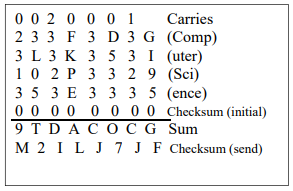 0 0 2 0 0 0 1 Carries
2 3 3 F 3 D 3 G (Comp)
3 L 3 K 3 5 3 I (uter)
1 0 2 P 3 3 2 9 (Sci)
3 5 3 E 3 3 3 5 (ence)
0 0 0 0 0 0 0 0 Checksum (initial)
9 T D A C O C G Sum
M 2 I L J 7 J F Checksum (send)